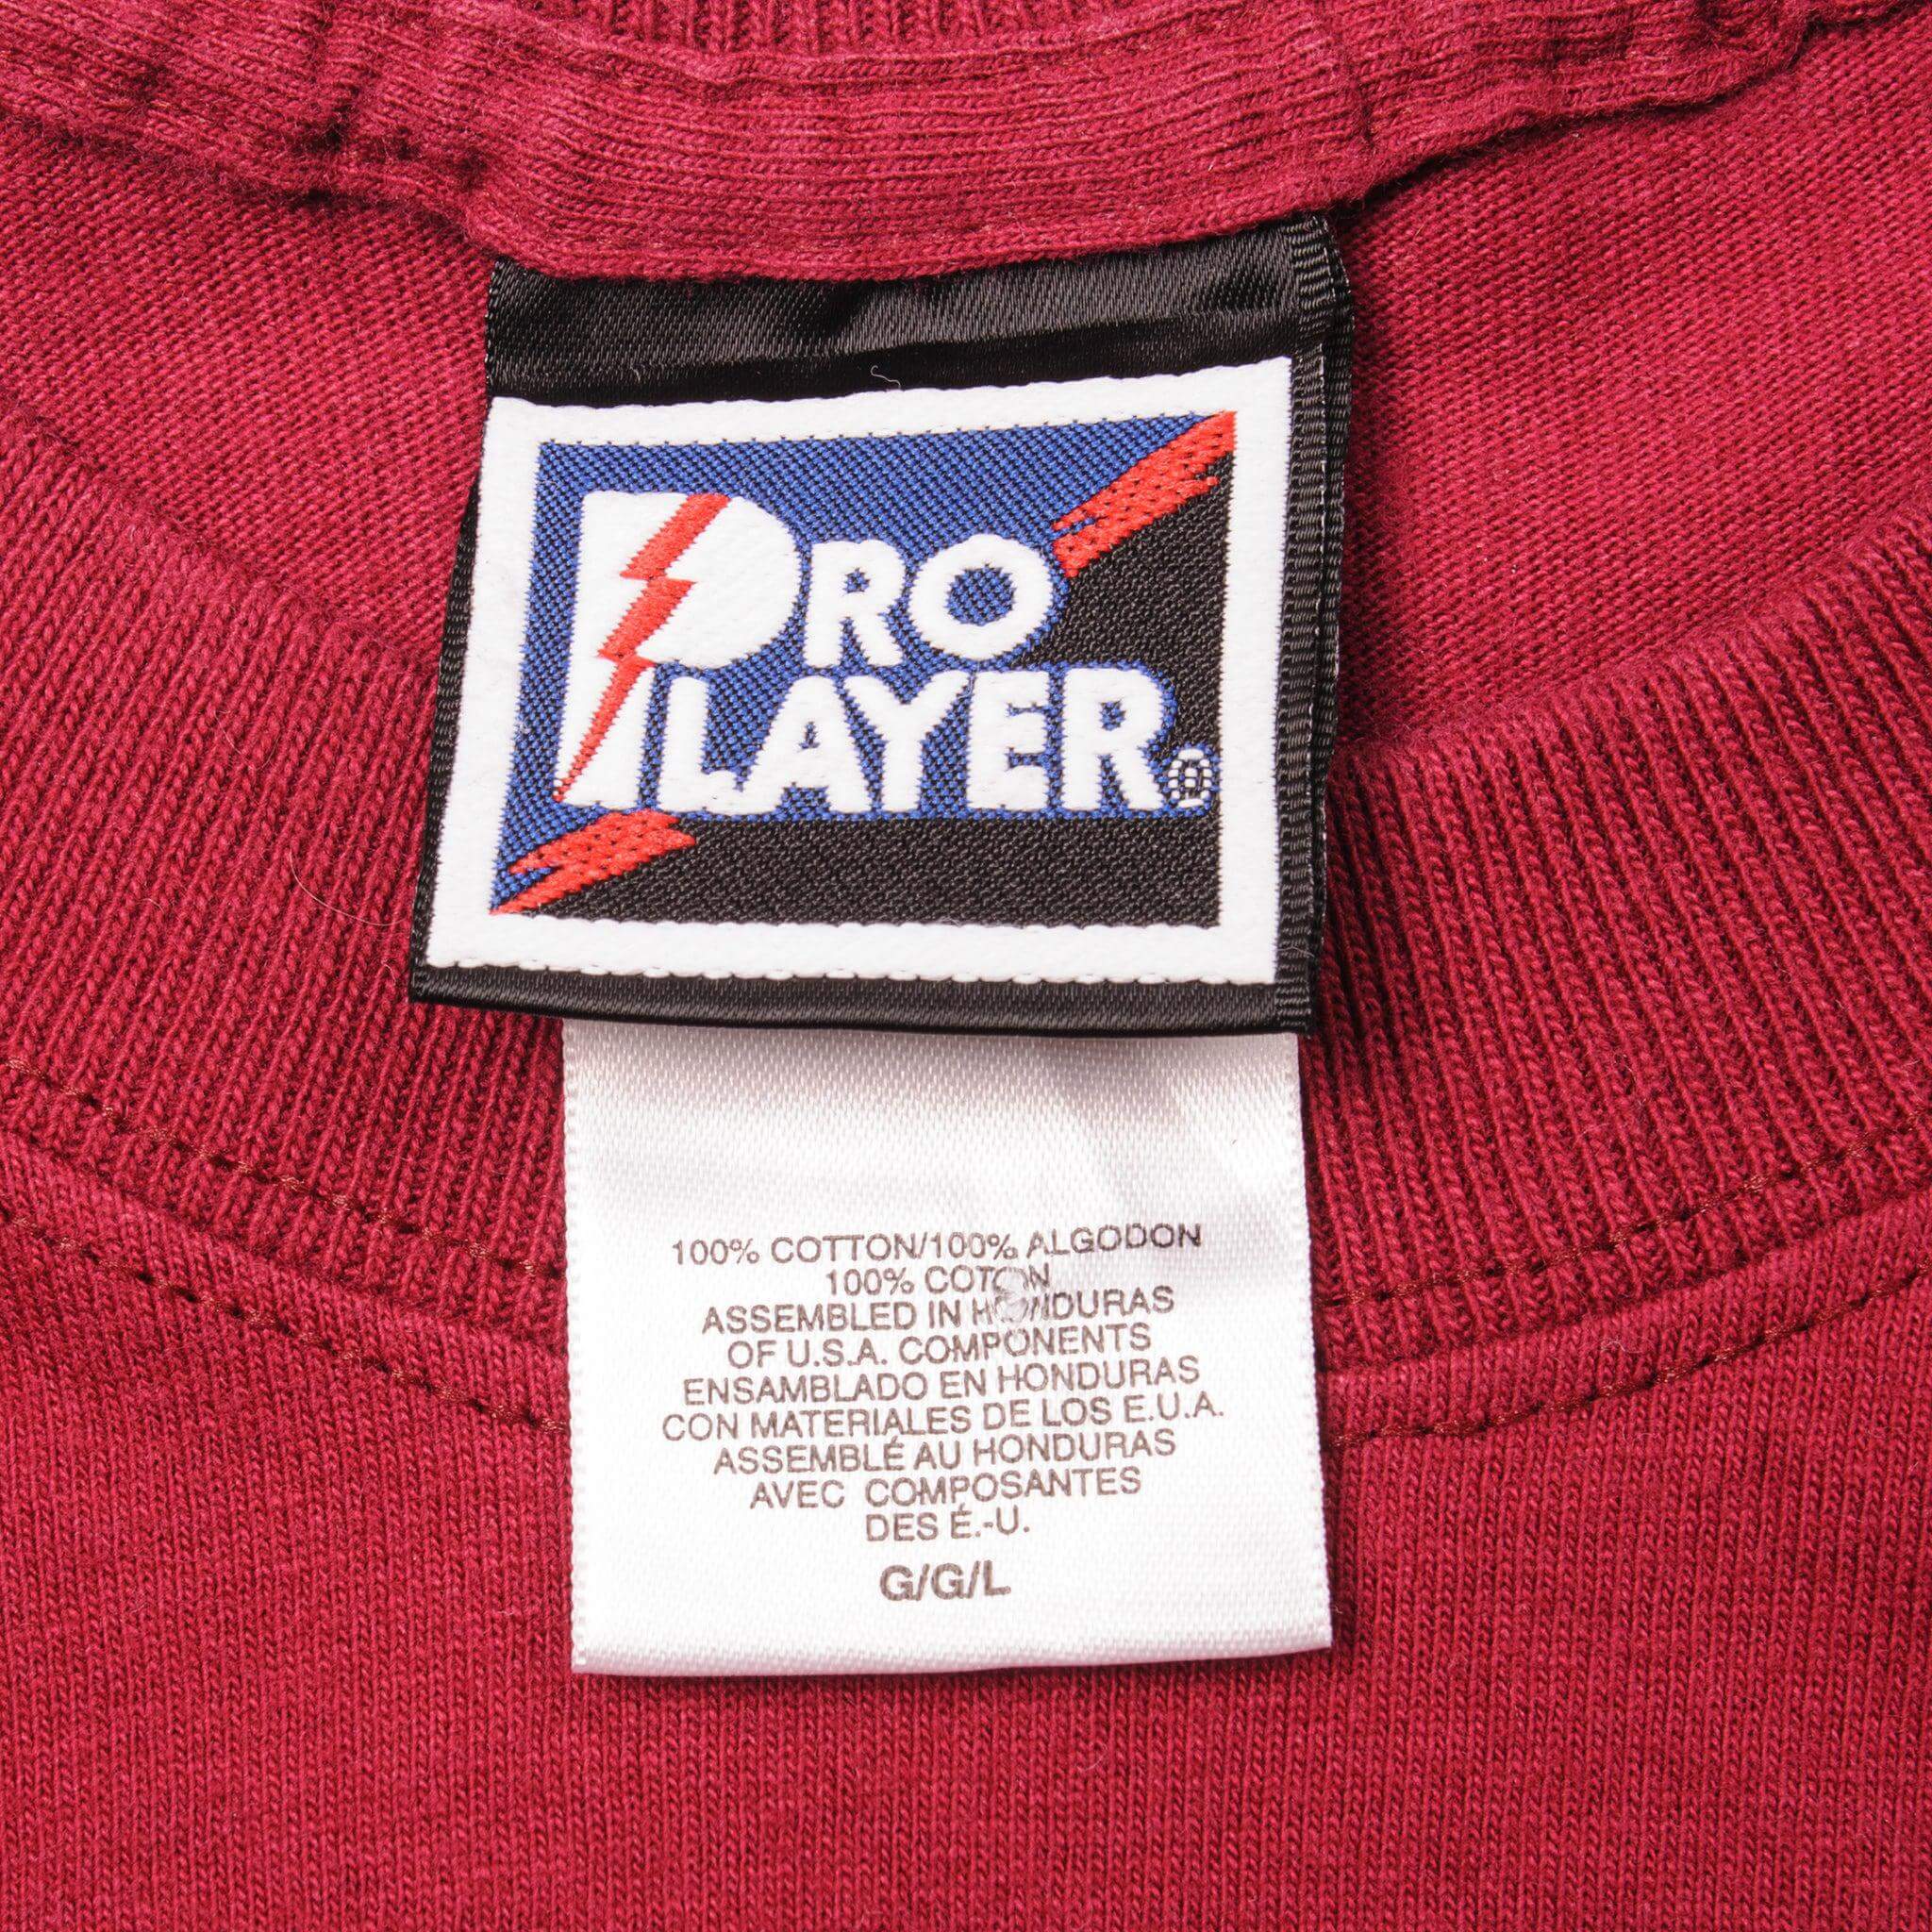 PRO
PLAYER®
100% COTTON/100% ALGODON
100% COTON
ASSEMBLED IN HONDURAS
OF U.S.A. COMPONENTS
ENSAMBLADO EN HONDURAS
CON MATERIALES DE LOS E.U.A.
ASSEMBLÉ AU HONDURAS
AVEC COMPOSANTES
DES É.-U.
G/G/L